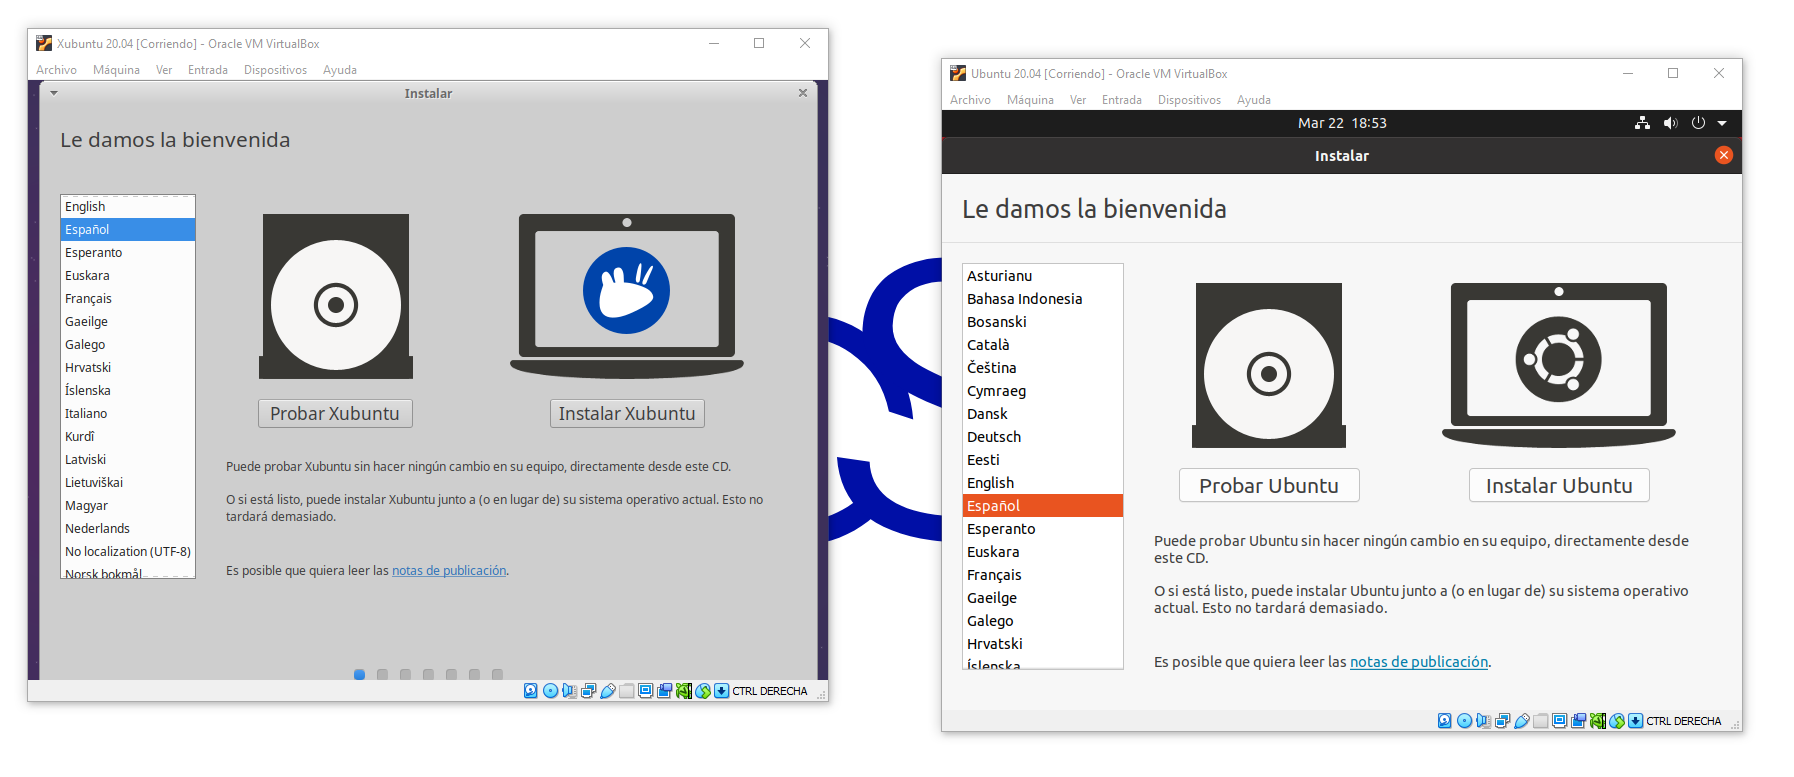 Xubuntu 20.04 [Corriendo] - Oracle VM VirtualBox
Archivo Máquina Ver Entrada Dispositivos Ayuda
Instalar
Le damos la bienvenida
English
Español
Esperanto
Euskara
Français
Gaeilge
Galego
Hrvatski
Íslenska
Italiano
Kurdî
Latviski
Lietuviškai
Magyar
Nederlands
No localization (UTF-8)
Norsk bokmål
Probar Xubuntu
Instalar Xubuntu
Puede probar Xubuntu sin hacer ningún cambio en su equipo, directamente desde este CD.
O si está listo, puede instalar Xubuntu junto a (o en lugar de) su sistema operativo actual. Esto no
tardará demasiado.
Es posible que quiera leer las notas de publicación.
CTRL DERECHA
Ubuntu 20.04 [Corriendo] - Oracle VM VirtualBox
Archivo Máquina Ver Entrada Dispositivos Ayuda
Mar 22 18:53
Instalar
Le damos la bienvenida
Asturianu
Bahasa Indonesia
Bosanski
Català
Čeština
Cymraeg
Dansk
Deutsch
Eesti
English
Español
Esperanto
Euskara
Français
Gaeilge
Galego
Hrvatski
Íslenska
Probar Ubuntu
Instalar Ubuntu
Puede probar Ubuntu sin hacer ningún cambio en su equipo, directamente desde
este CD.
O si está listo, puede instalar Ubuntu junto a (o en lugar de) su sistema operativo
actual. Esto no tardará demasiado.
Es posible que quiera leer las notas de publicación.
CTRL DERECHA